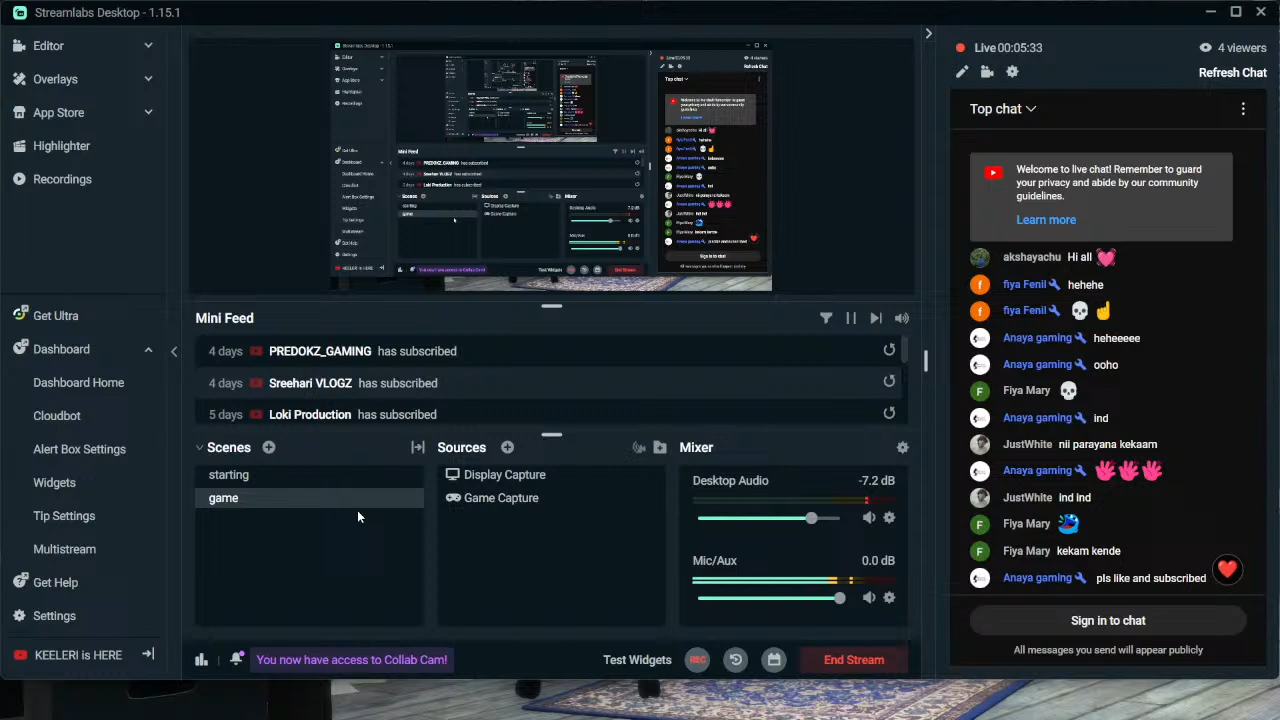 Streamlabs Desktop - 1.15.1
Editor
Overlays
App Store
Highlighter
Recordings
Get Ultra
Dashboard
Dashboard Home
Cloudbot
Alert Box Settings
Widgets
Tip Settings
Multistream
Get Help
Settings
KEELERI is HERE
Mini Feed
4 days PREDOKZ_GAMING has subscribed
4 days Sreehari VLOGZ has subscribed
5 days Loki Production has subscribed
Scenes
starting
game
Sources
Display Capture
Game Capture
Mixer
Desktop Audio -7.2 dB
Mic/Aux 0.0 dB
You now have access to Collab Cam!
Test Widgets REC End Stream
Live 00:05:33 4 viewers
Refresh Chat
Top chat
Welcome to live chat! Remember to guard
your privacy and abide by our community
guidelines.
Learn more
akshayachu Hi all 💓
fiya Fenil hehehe
fiya Fenil 💀☝
Anaya gaming heheeeee
Anaya gaming ooho
Fiya Mary 💀
Anaya gaming ind
JustWhite nii parayana kekaam
Anaya gaming
JustWhite ind ind
Fiya Mary
Fiya Mary kekam kende
Anaya gaming pls like and subscribed
Sign in to chat
All messages you send will appear publicly